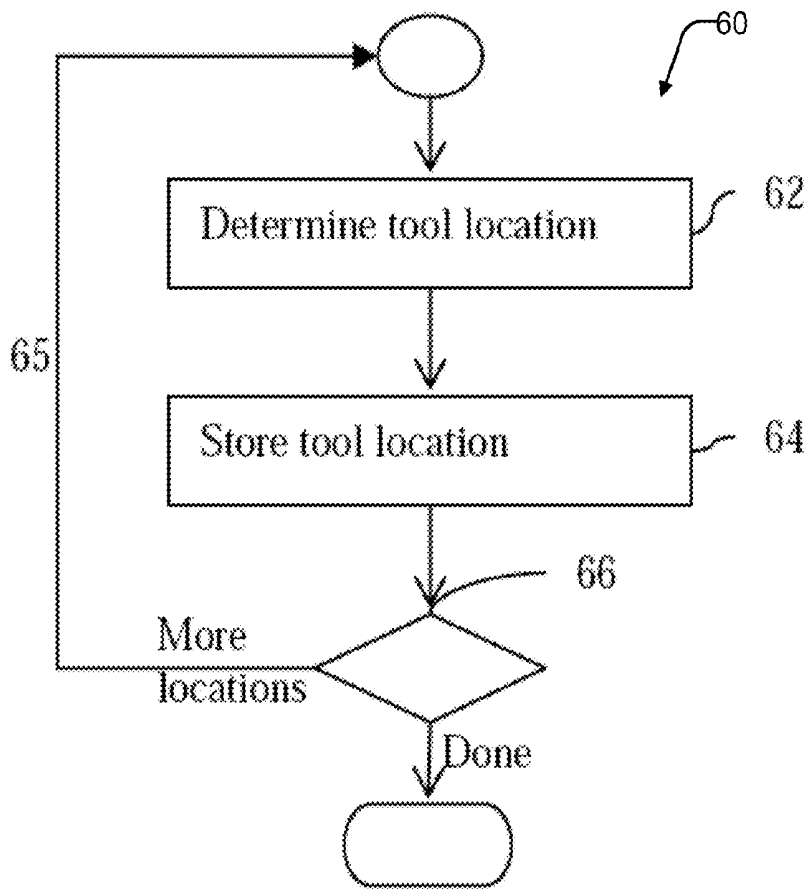 60
Determine tool location
62
65
Store tool location
64
66
More
locations
Done